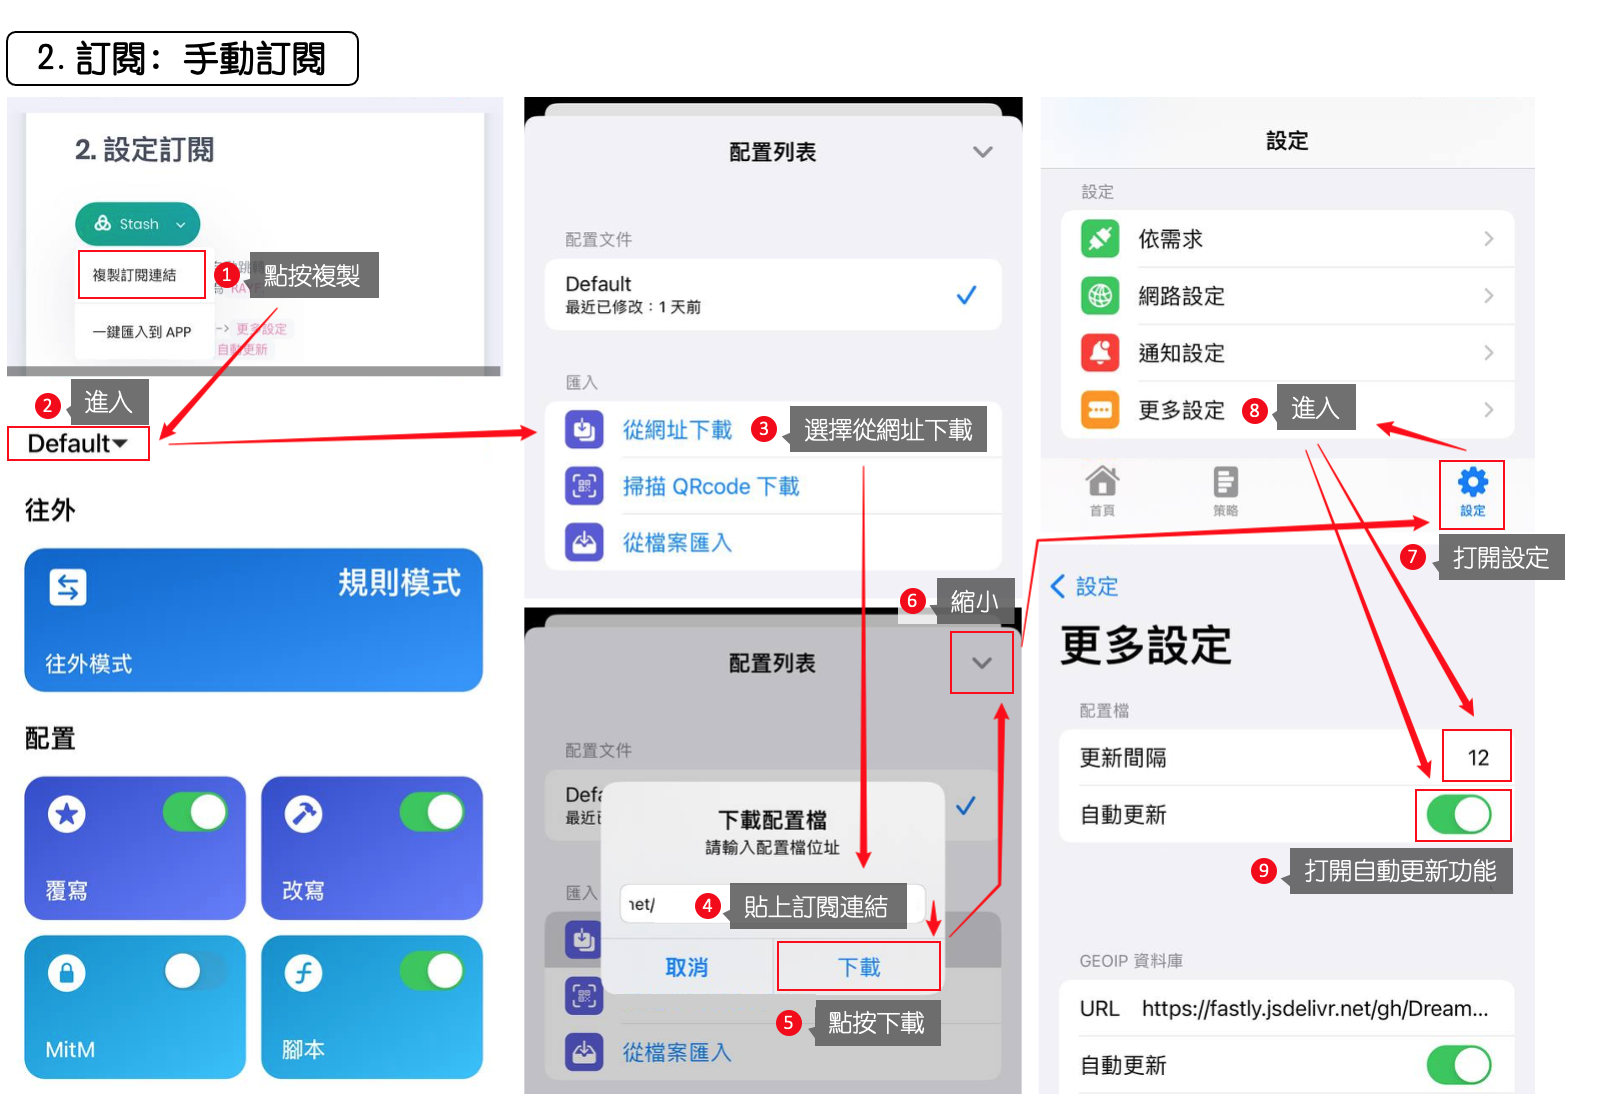 2. 訂閱：手動訂閱
2. 設定訂閱
Stash
複製訂閱連結
1 點按複製
RA
一鍵匯入到 APP
-> 更多設定
自動更新
2 進入
Default
往外
規則模式
往外模式
配置
覆寫
改寫
MitM
腳本
配置列表
配置文件
Default
最近已修改：1 天前
匯入
從網址下載
3 選擇從網址下載
掃描 QRcode 下載
從檔案匯入
6 縮小
配置列表
配置文件
Defa
最近
下載配置檔
請輸入配置檔位址
匯入
net/
4 貼上訂閱連結
取消
下載
5 點按下載
從檔案匯入
設定
設定
依需求
網路設定
通知設定
更多設定
8 進入
首頁
策略
設定
7 打開設定
設定
更多設定
配置檔
更新間隔
12
自動更新
9 打開自動更新功能
GEOIP 資料庫
URL https://fastly.jsdelivr.net/gh/Dream...
自動更新